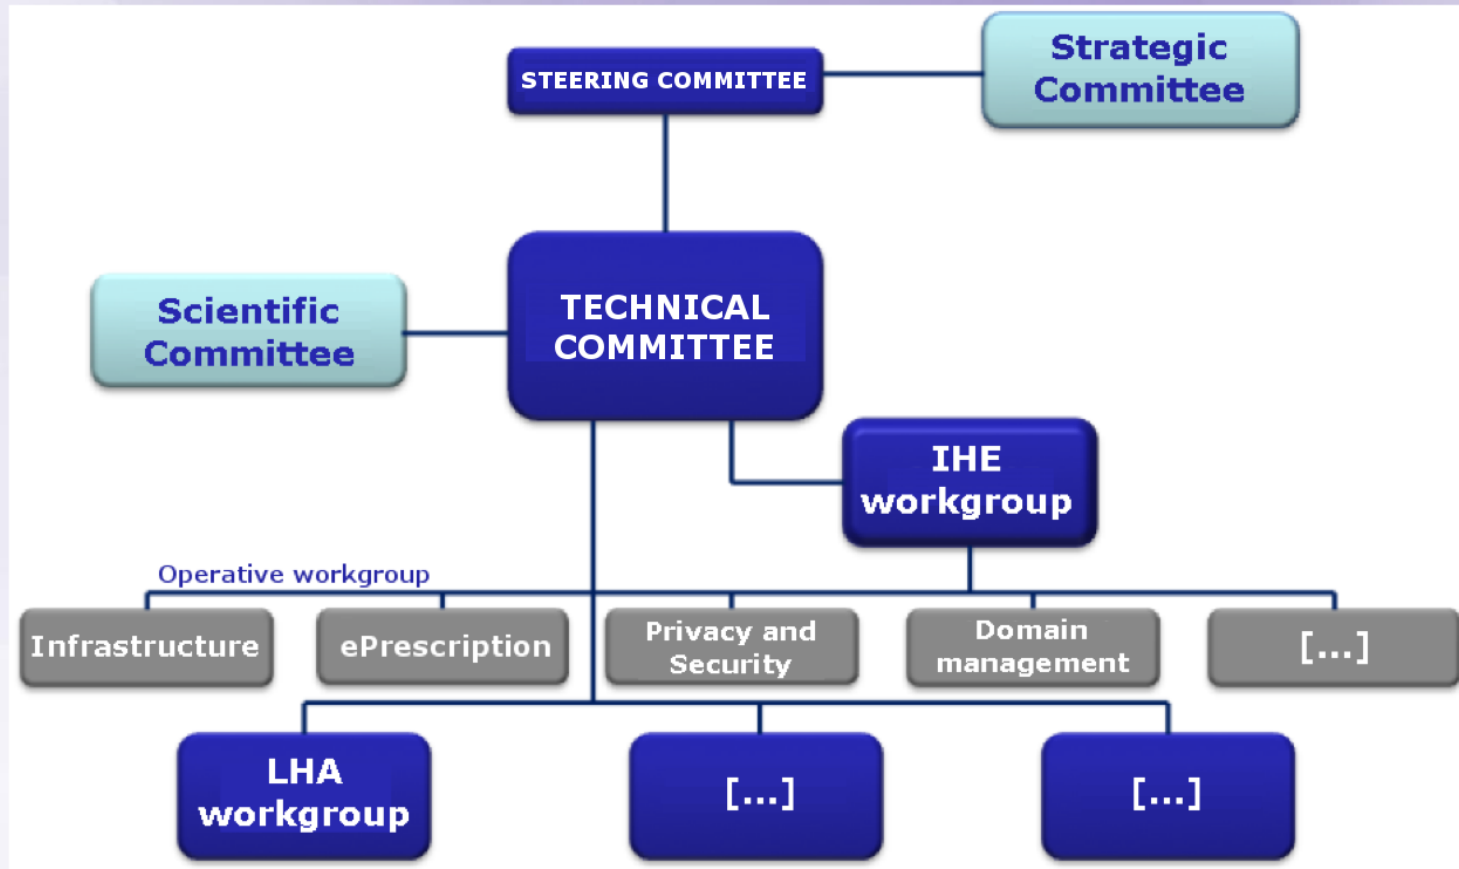 STEERING COMMITTEE
Strategic
Committee
TECHNICAL
COMMITTEE
Scientific
Committee
IHE
workgroup
Operative workgroup
Infrastructure
ePrescription
Privacy and
Security
Domain
management
[...]
LHA
workgroup
[...]
[...]